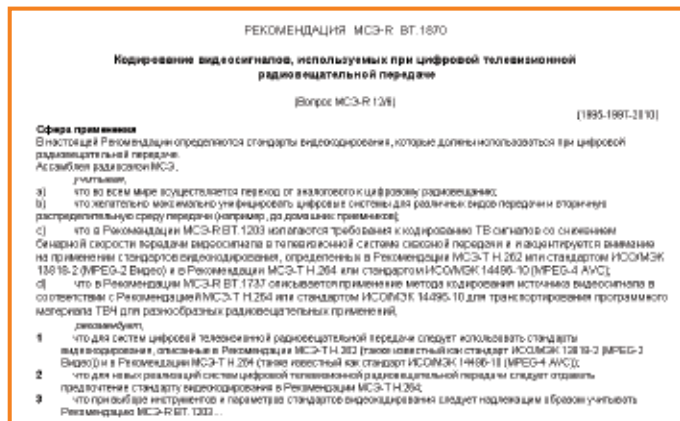 РЕКОМЕНДАЦИЯ МСЭ-R BT.1870
Кодирование видеосигналов, используемых при цифровой телевизионной
радиовещательной передаче
(Вопрос МСЭ-R 12/6)
(1995-1997-2010)
Сфера применения
В настоящей Рекомендации определяются стандарты видеокодирования, которые должны использоваться при цифровой
радиовещательной передаче.
Ассамблея радиосвязи МСЭ,
учитывая,
a) что во всем мире осуществляется переход от аналогового к цифровому радиовещанию;
b) что желательно максимально унифицировать цифровые системы для различных видов передачи и вторичную
распределительную среду передачи (например, до домашних приемников);
c) что в Рекомендации МСЭ-R BT.1203 излагаются требования к кодированию ТВ сигналов со снижением
бинарной скорости передачи видеосигнала в телевизионной системе сквозной передачи и акцентируется внимание
на применении стандартов видеокодирования, определенных в Рекомендации МСЭ-T H.262 или стандартом ИСО/МЭК
13818-2 (MPEG-2 Видео) и в Рекомендации МСЭ-T H.264 или стандартом ИСО/МЭК 14496-10 (MPEG-4 AVC);
d) что в Рекомендации МСЭ-R BT.1737 описывается применение метода кодирования источника видеосигнала в
соответствии с Рекомендацией МСЭ-T H.264 или стандартом ИСО/МЭК 14496-10 для транспортирования программного
материала ТВЧ для разнообразных радиовещательных применений,
рекомендует,
1 что для систем цифровой телевизионной радиовещательной передачи следует использовать стандарты
видеокодирования, описанные в Рекомендации МСЭ-T H.262 (также известный как стандарт ИСО/МЭК 13818-2 (MPEG-2
Видео)) и в Рекомендации МСЭ-T H.264 (также известный как стандарт ИСО/МЭК 14496-10 (MPEG-4 AVC));
2 что для новых реализаций систем цифровой телевизионной радиовещательной передачи следует отдавать
предпочтение стандарту видеокодирования в Рекомендации МСЭ-T H.264;
3 что при выборе инструментов и параметров стандартов видеокодирования следует надлежащим образом учитывать
Рекомендацию МСЭ-R BT.1203...